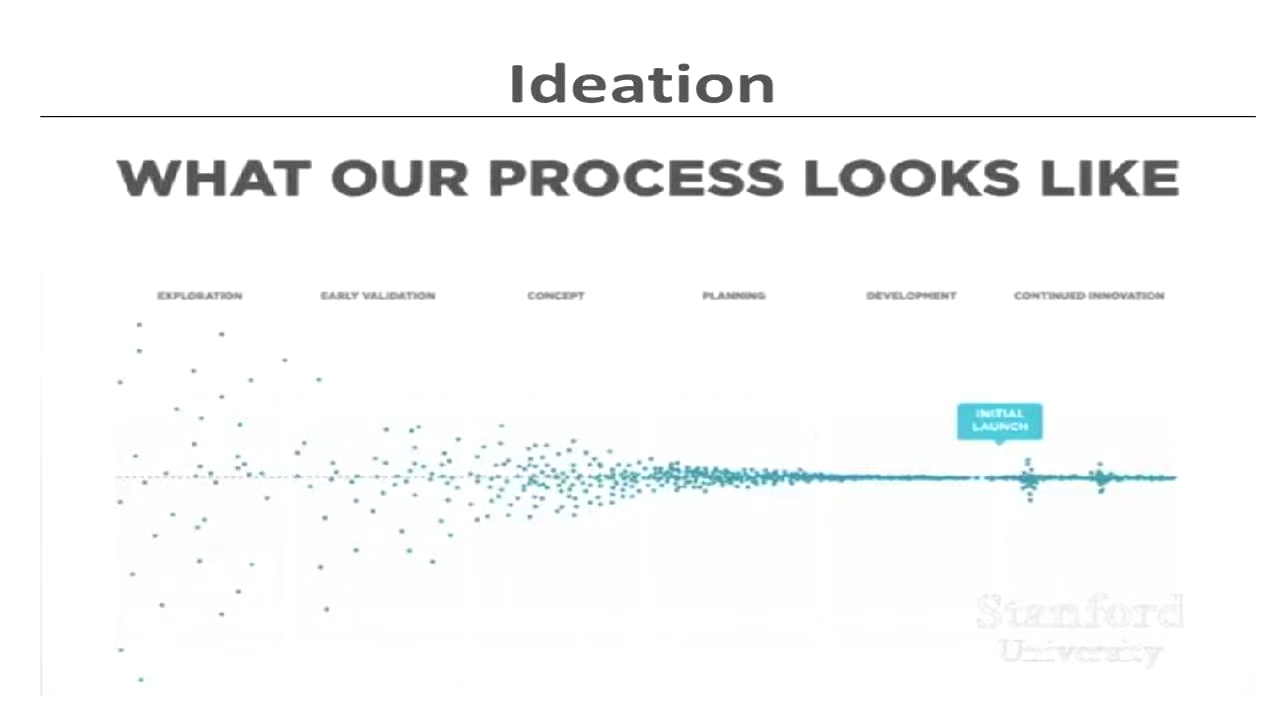 Ideation
WHAT OUR PROCESS LOOKS LIKE
EXPLORATION EARLY VALIDATION CONCEPT PLANNING DEVELOPMENT CONTINUED INNOVATION
INITIAL
LAUNCH
Stanford
University